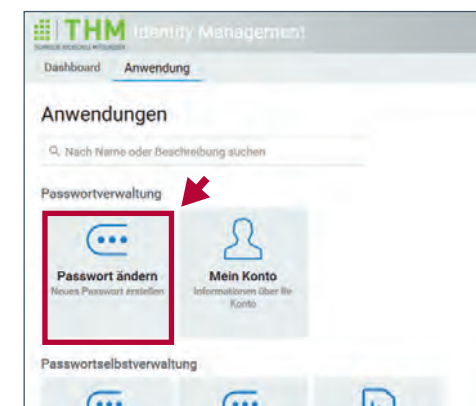 THM Identity Management
Dashboard Anwendung
Anwendungen
Nach Name oder Beschreibung suchen
Passwortverwaltung
Passwort ändern
Neues Passwort erstellen
Mein Konto
Informationen über Ihr
Konto
Passwortselbstverwaltung